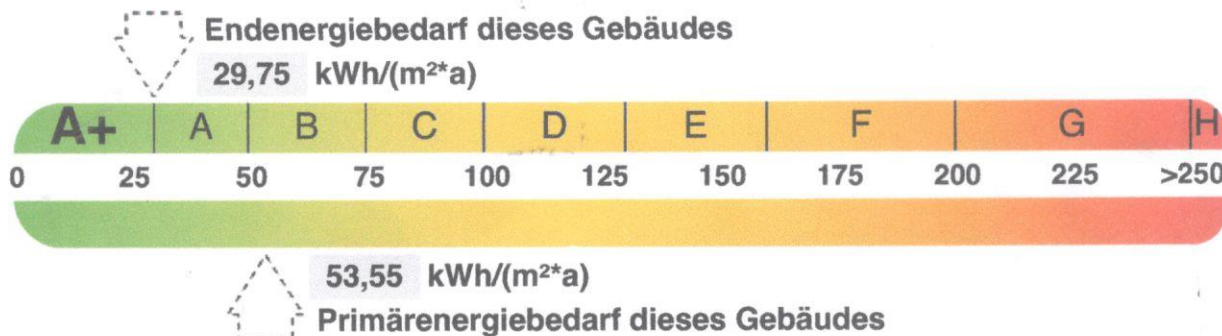 Endenergiebedarf dieses Gebäudes
29,75 kWh/(m²*a)
A+ A B C D E F G H
0 25 50 75 100 125 150 175 200 225 >250
53,55 kWh/(m²*a)
Primärenergiebedarf dieses Gebäudes